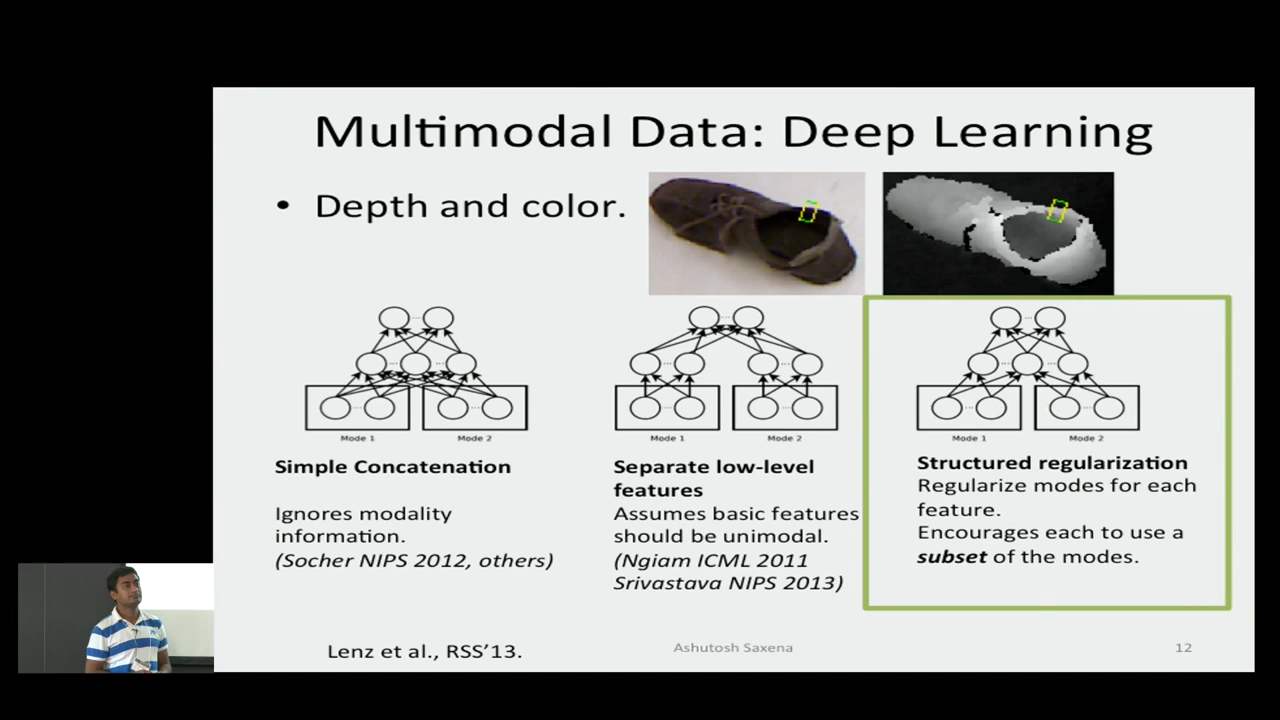 Multimodal Data: Deep Learning
• Depth and color.
Mode 1
Mode 2
Simple Concatenation
Ignores modality
information.
(Socher NIPS 2012, others)
Mode 1
Mode 2
Separate low-level
features
Assumes basic features
should be unimodal.
(Ngiam ICML 2011
Srivastava NIPS 2013)
Mode 1
Mode 2
Structured regularization
Regularize modes for each
feature.
Encourages each to use a
subset of the modes.
Lenz et al., RSS’13.
Ashutosh Saxena
12